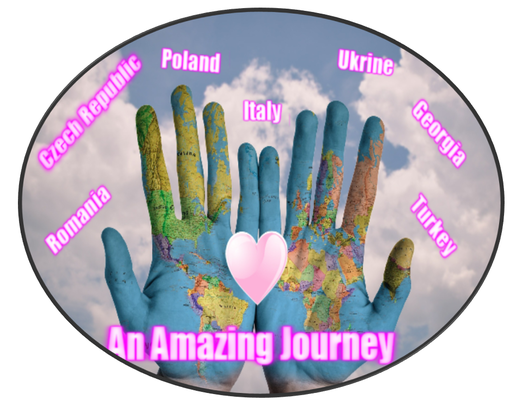 Poland
Ukrine
Czech Republic
Italy
Georgia
Romania
Turkey
An Amazing Journey